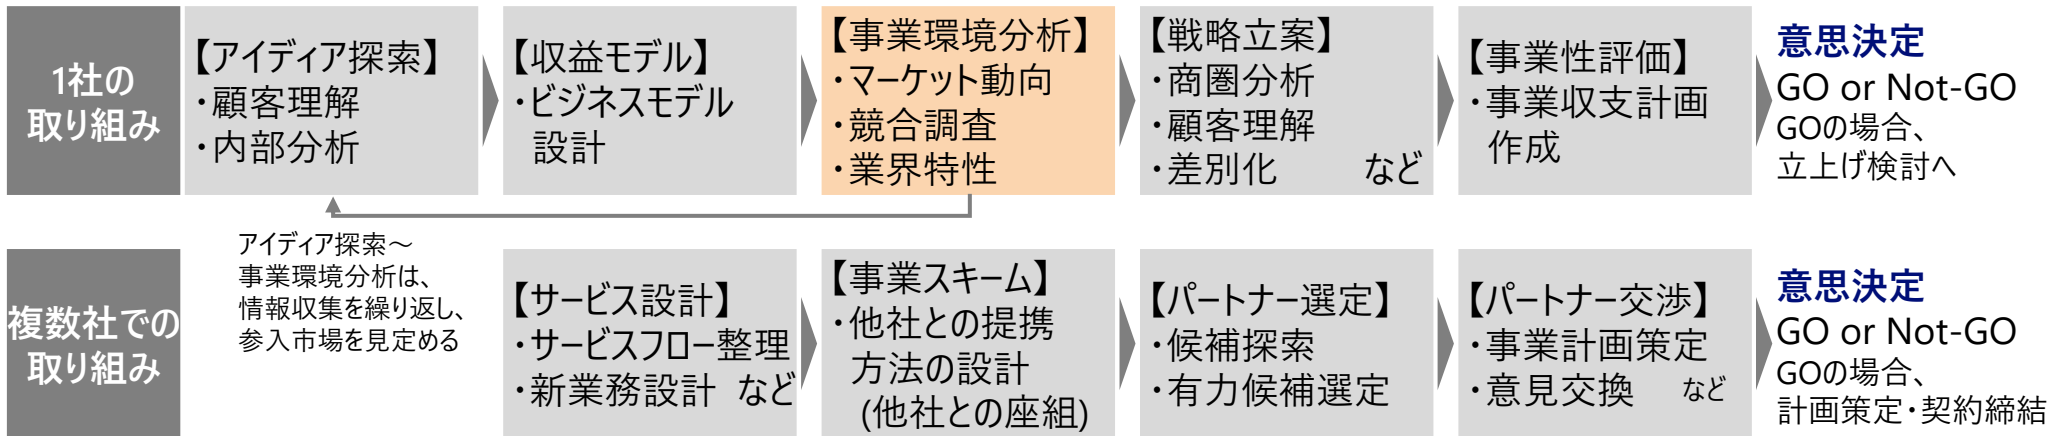 1社の
取り組み
【アイディア探索】
・顧客理解
・内部分析
【収益モデル】
・ビジネスモデル
設計
【事業環境分析】
・マーケット動向
・競合調査
・業界特性
【戦略立案】
・商圏分析
・顧客理解
・差別化 など
【事業性評価】
・事業収支計画
作成
意思決定
GO or Not-GO
GOの場合、
立上げ検討へ
アイディア探索～
事業環境分析は、
情報収集を繰り返し、
参入市場を見定める
複数社での
取り組み
【サービス設計】
・サービスフロー整理
・新業務設計 など
【事業スキーム】
・他社との提携
方法の設計
(他社との座組)
【パートナー選定】
・候補探索
・有力候補選定
【パートナー交渉】
・事業計画策定
・意見交換 など
意思決定
GO or Not-GO
GOの場合、
計画策定・契約締結